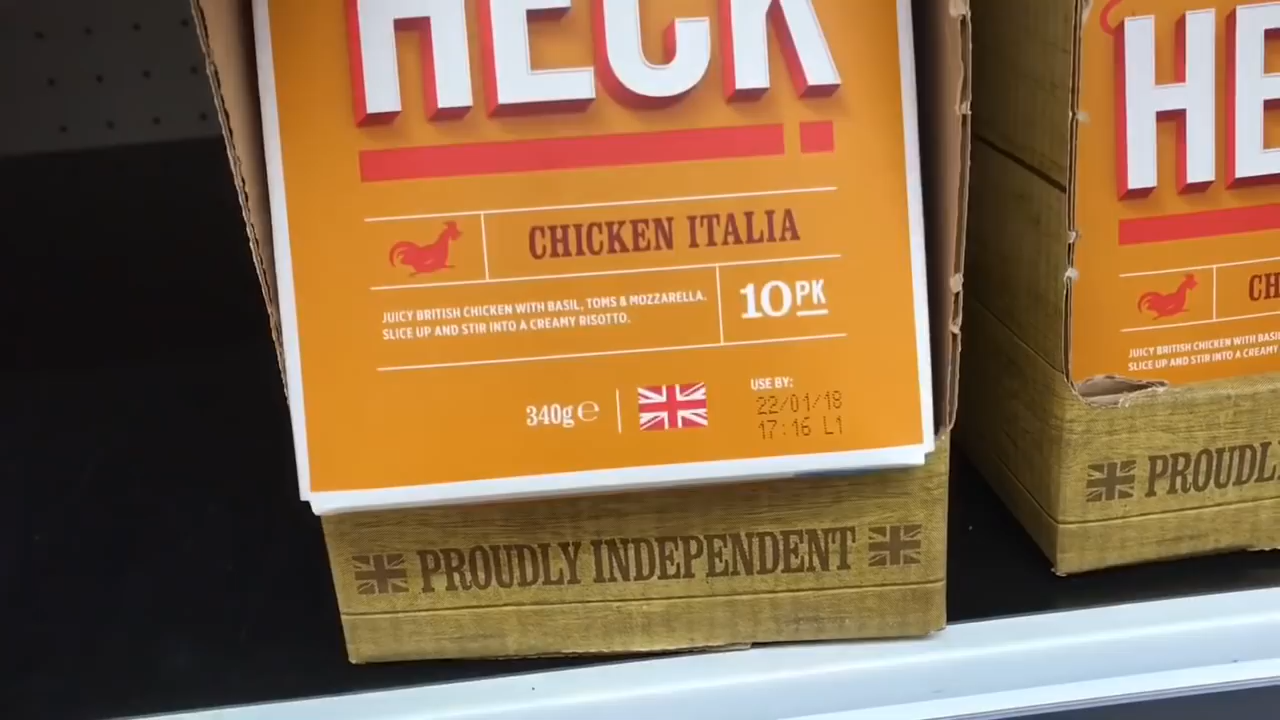 HECK
CHICKEN ITALIA
JUICY BRITISH CHICKEN WITH BASIL, TOMS & MOZZARELLA.
SLICE UP AND STIR INTO A CREAMY RISOTTO.
10PK
340g℮
USE BY:
22/01/18
17:16 L1
PROUDLY INDEPENDENT
HE
CH
JUICY BRITISH CHICKEN WITH BASI
SLICE UP AND STIR INTO A CREAMY
PROUDL